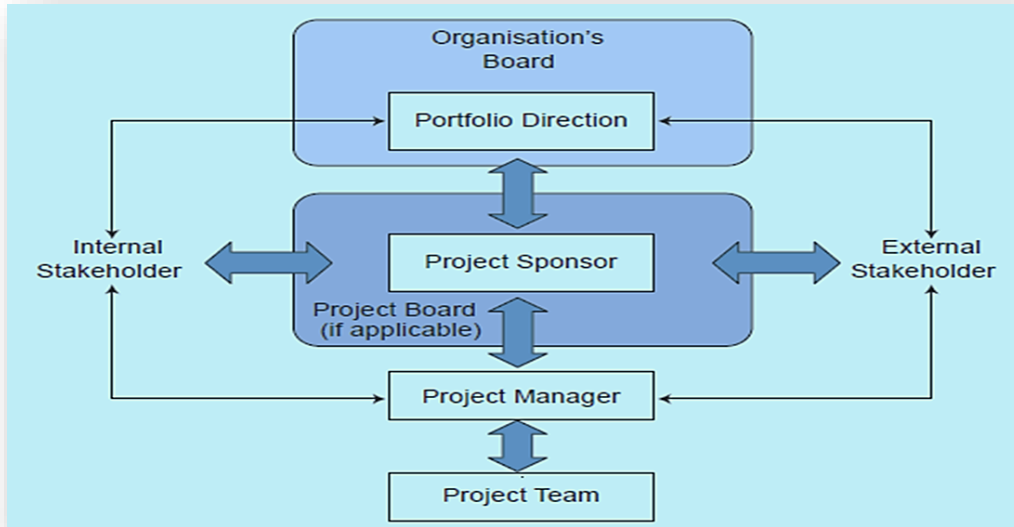 Organisation's
Board
Portfolio Direction
Internal
Stakeholder
Project Sponsor
External
Stakeholder
Project Board
(if applicable)
Project Manager
Project Team